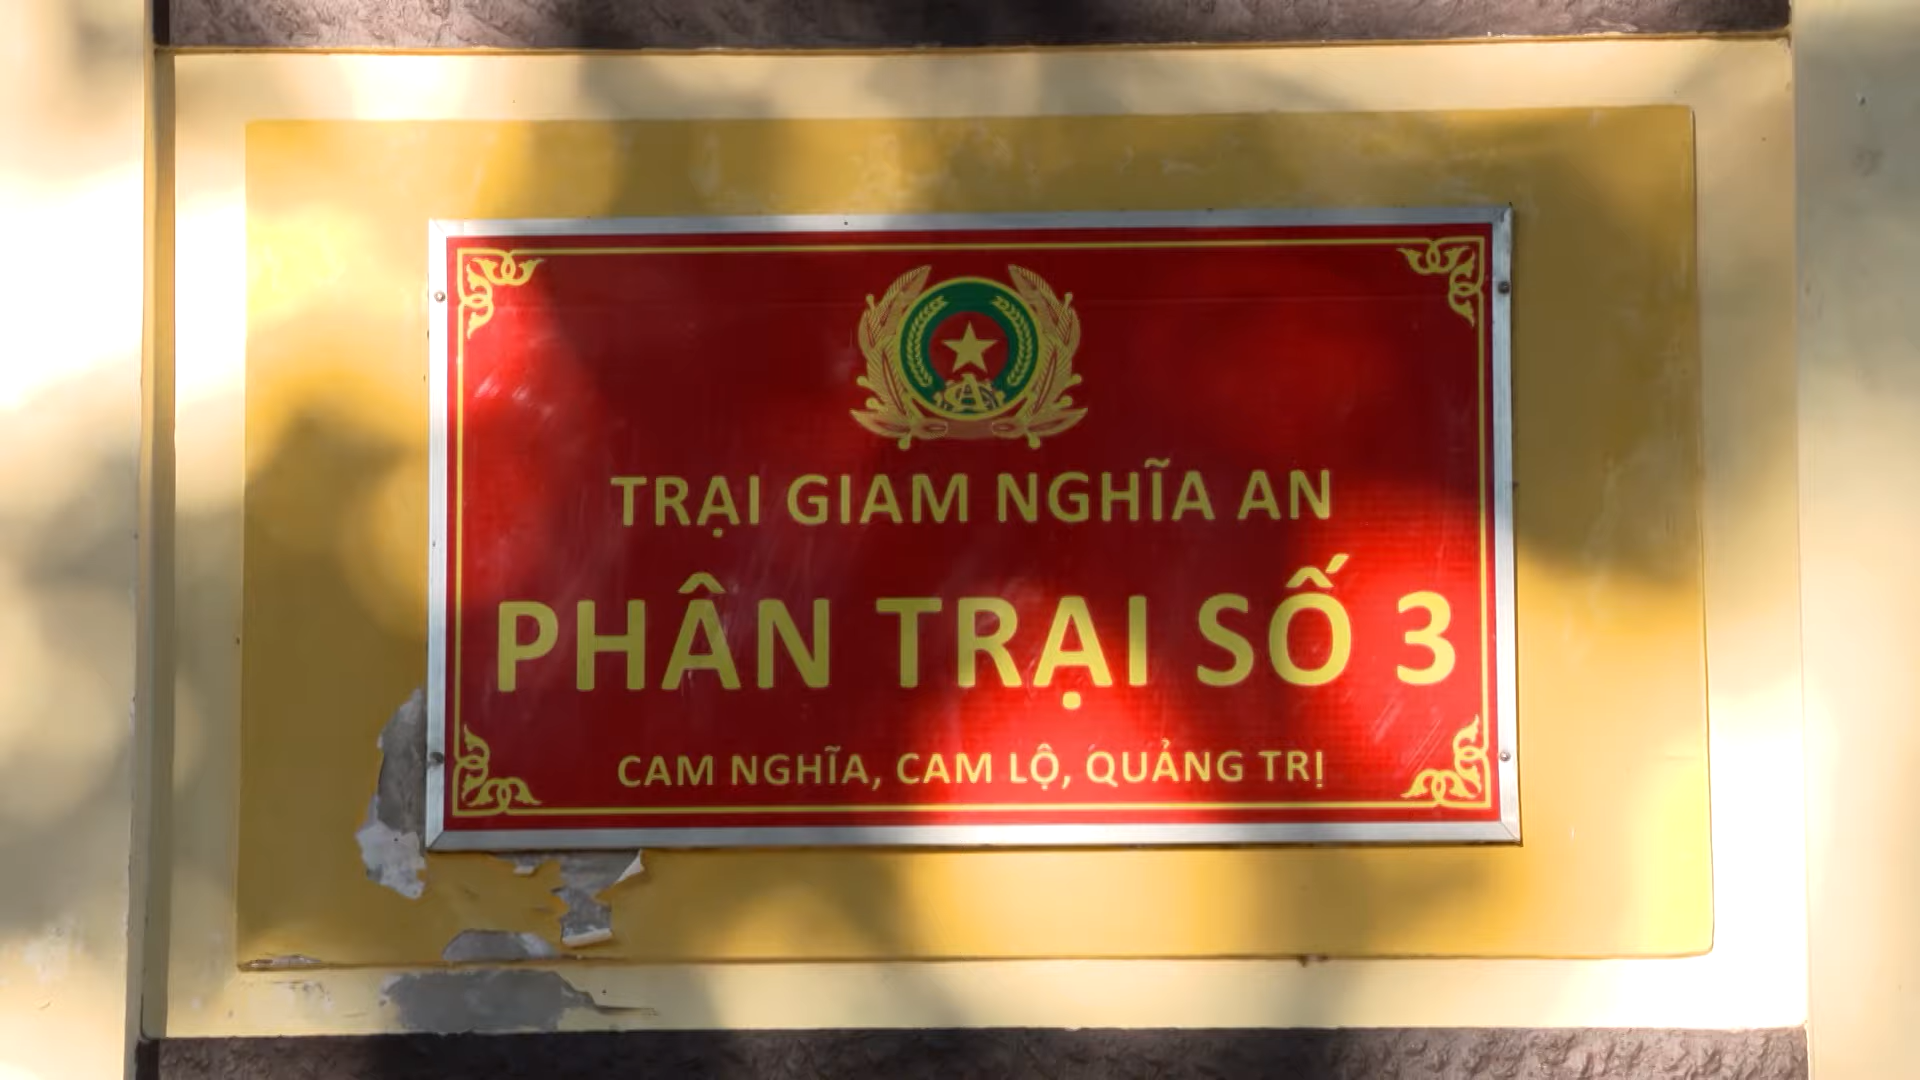 TRẠI GIAM NGHĨA AN
PHÂN TRẠI SỐ 3
CAM NGHĨA, CAM LỘ, QUẢNG TRỊ